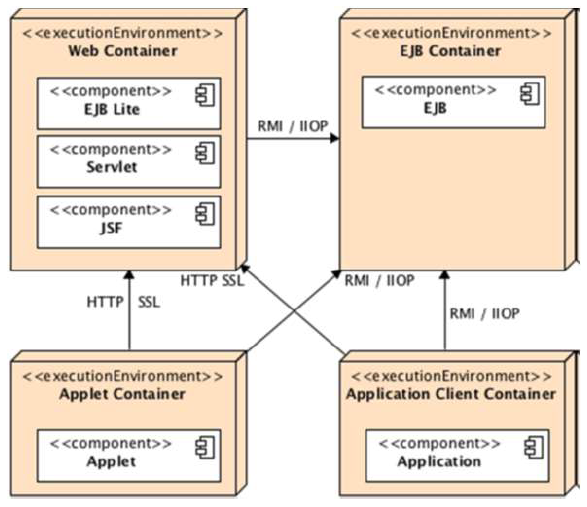 <<executionEnvironment>>
Web Container
<<component>>
EJB Lite
<<component>>
Servlet
<<component>>
JSF
RMI / IIOP
<<executionEnvironment>>
EJB Container
<<component>>
EJB
HTTP SSL
RMI / IIOP
HTTP SSL
RMI / IIOP
<<executionEnvironment>>
Applet Container
<<component>>
Applet
<<executionEnvironment>>
Application Client Container
<<component>>
Application